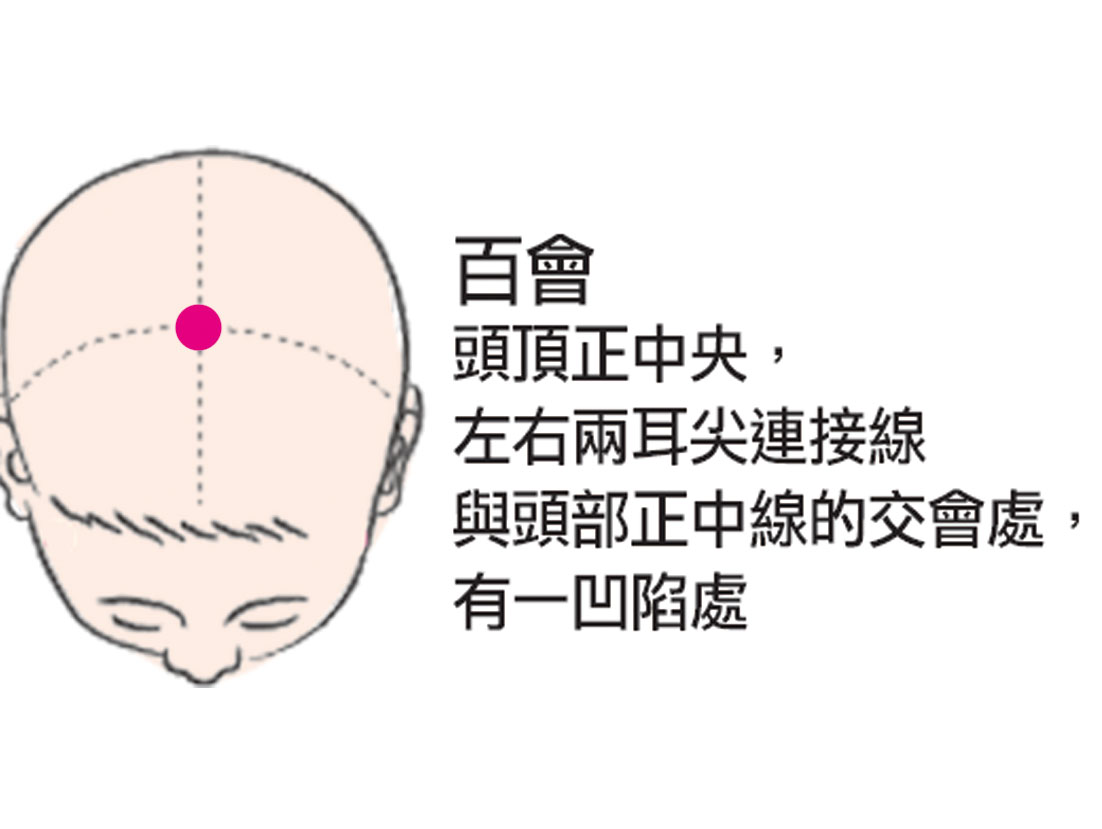 百會
頭頂正中央，
左右兩耳尖連接線
與頭部正中線的交會處，
有一凹陷處